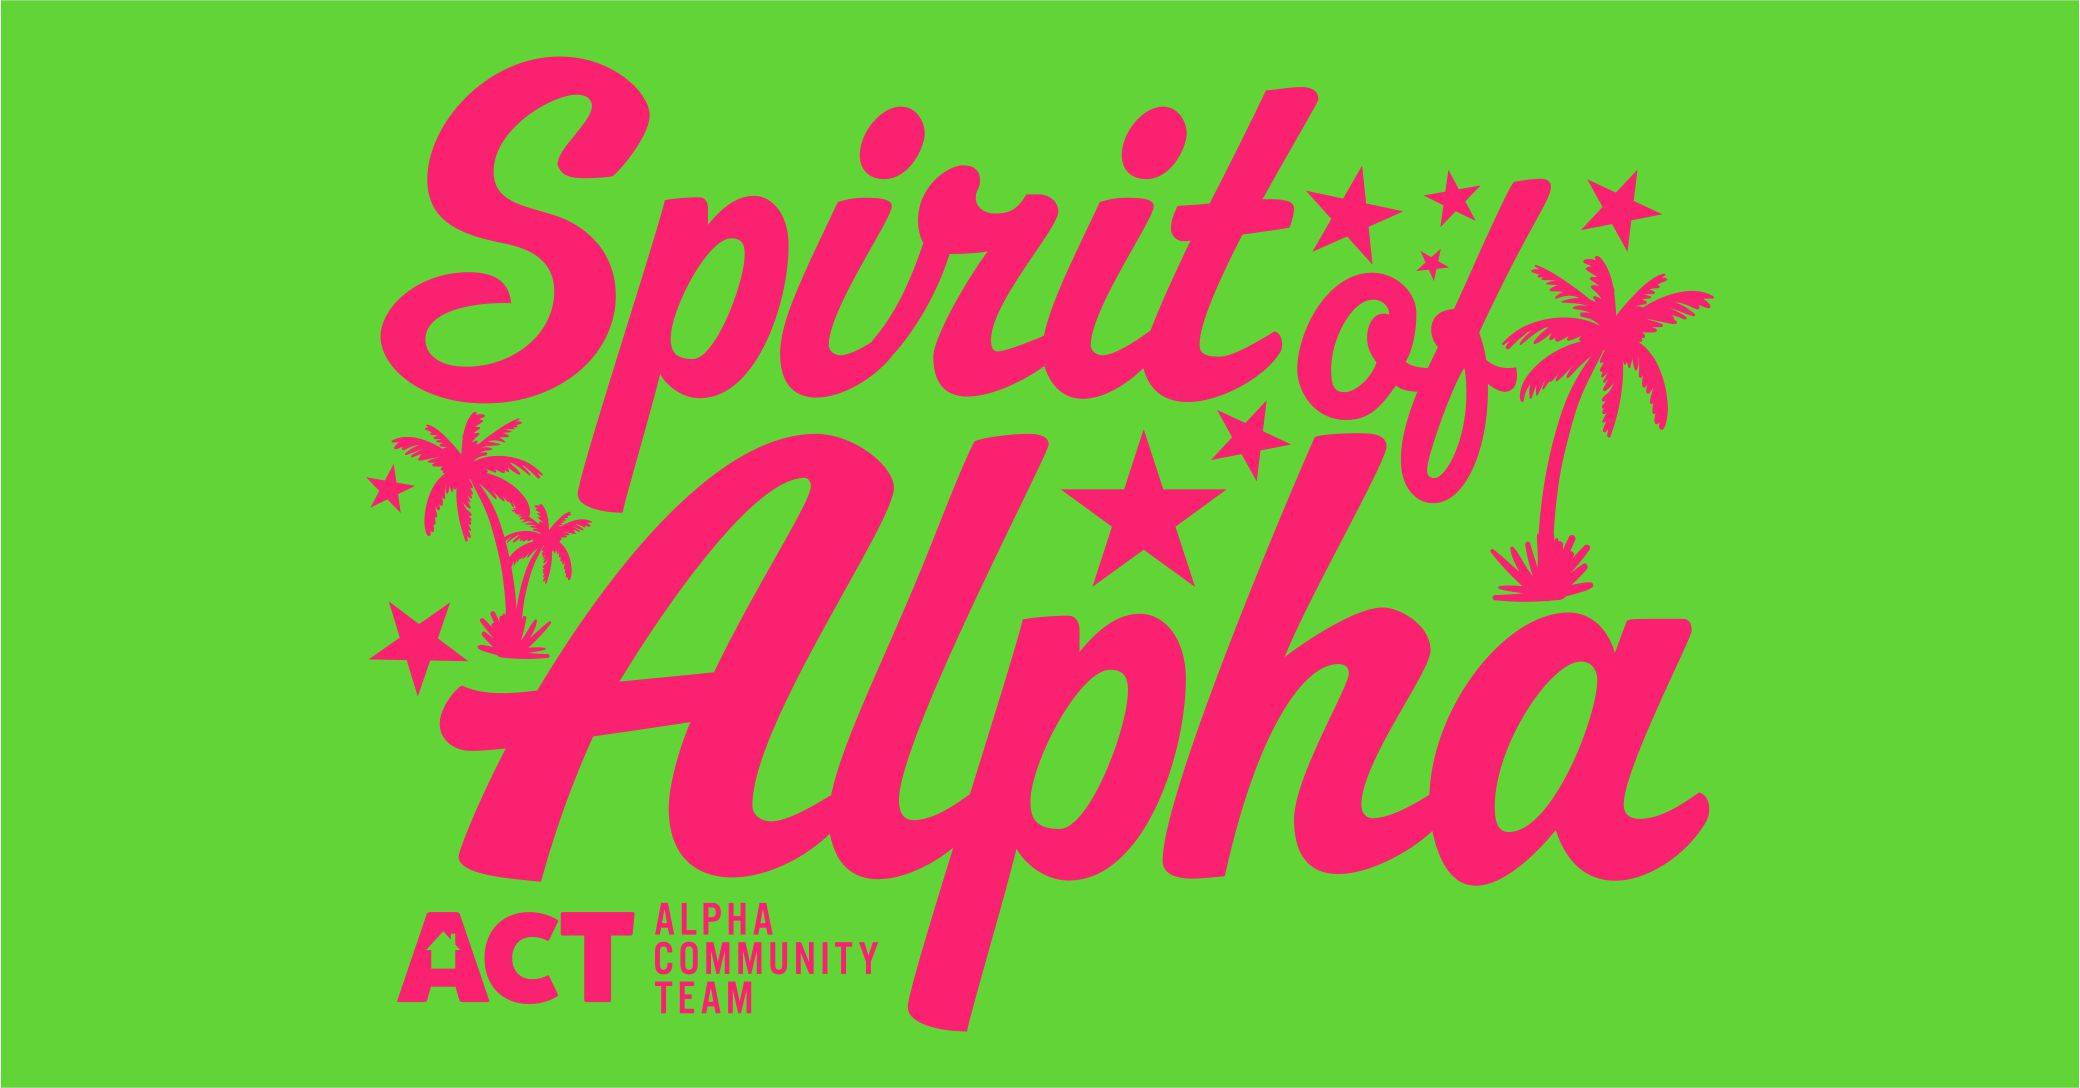 Spirit of
Alpha
ACT
ALPHA
COMMUNITY
TEAM